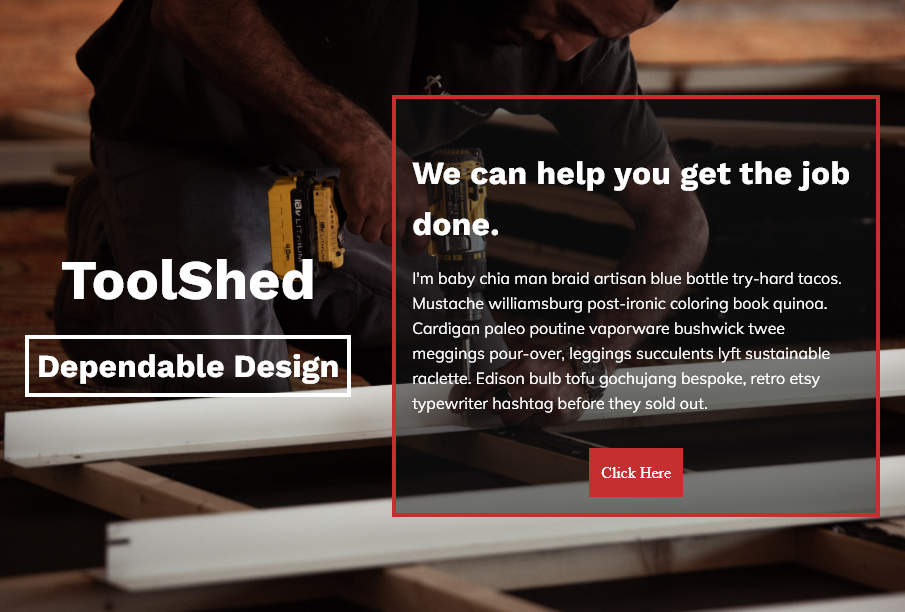 ToolShed
Dependable Design
We can help you get the job
done.
I'm baby chia man braid artisan blue bottle try-hard tacos.
Mustache williamsburg post-ironic coloring book quinoa.
Cardigan paleo poutine vaporware bushwick twee
meggings pour-over, leggings succulents lyft sustainable
raclette. Edison bulb tofu gochujang bespoke, retro etsy
typewriter hashtag before they sold out.
Click Here